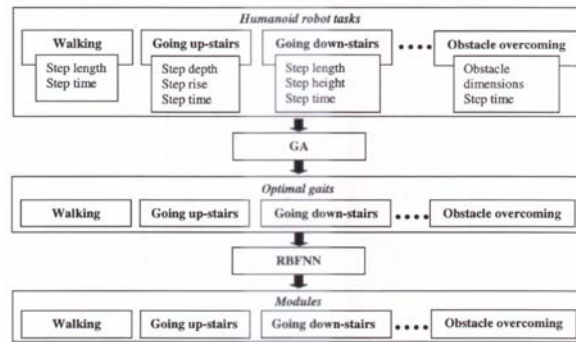 Humanoid robot tasks
Walking
Going up-stairs
Going down-stairs
Obstacle overcoming
Step length
Step time
Step depth
Step rise
Step time
Step length
Step height
Step time
Obstacle
dimensions
Step time
GA
Optimal gaits
Walking
Going up-stairs
Going down-stairs
Obstacle overcoming
RBFNN
Modules
Walking
Going up-stairs
Going down-stairs
Obstacle overcoming